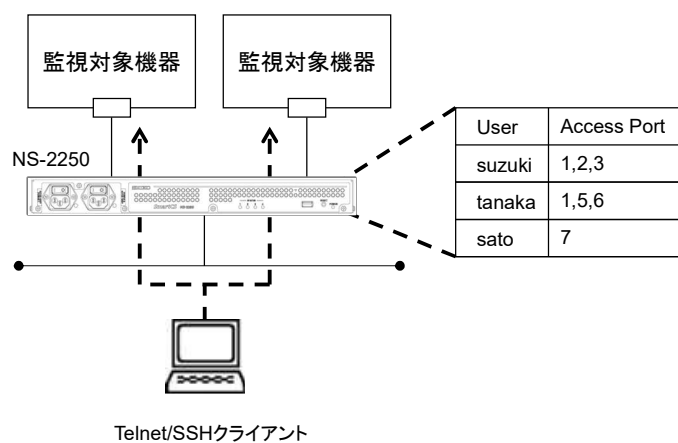 監視対象機器
監視対象機器
NS-2250
User Access Port
suzuki 1,2,3
tanaka 1,5,6
sato 7
Telnet/SSHクライアント